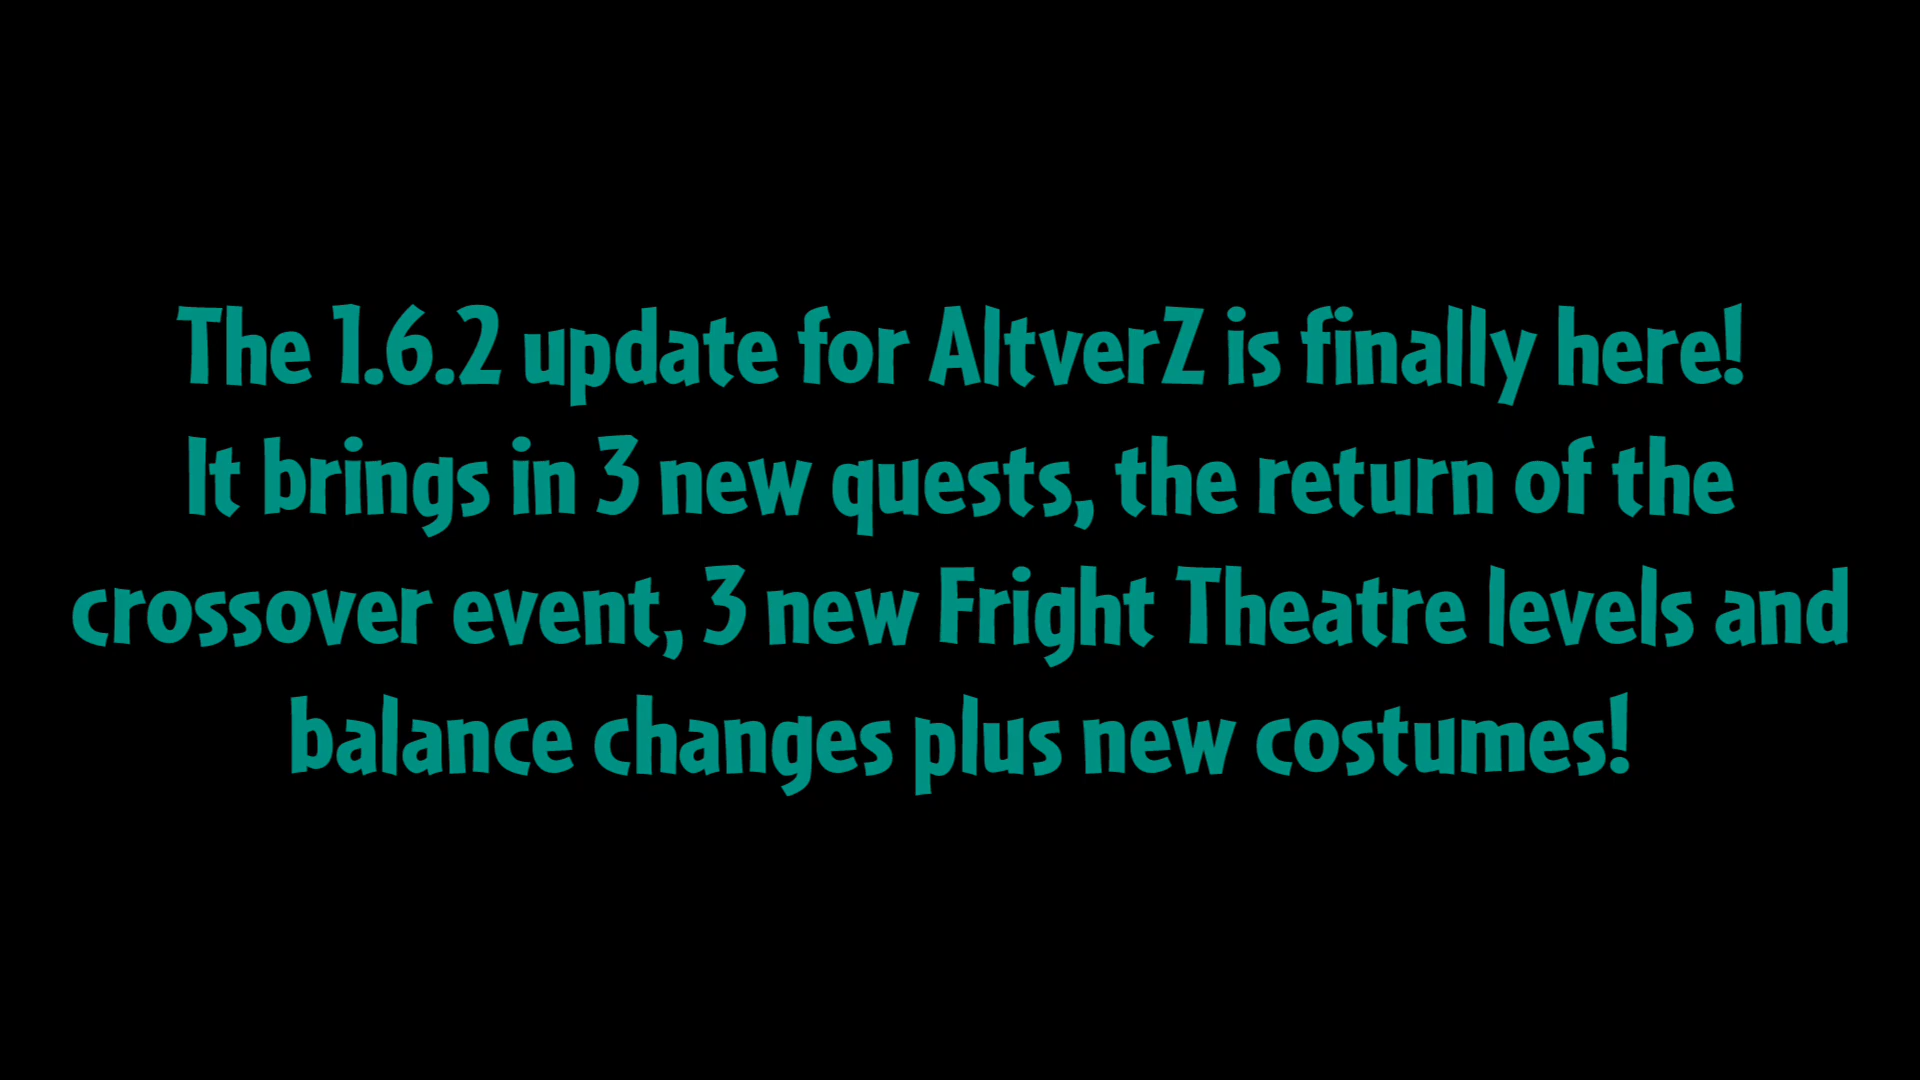 The 1.6.2 update for AltverZ is finally here!
It brings in 3 new quests, the return of the
crossover event, 3 new Fright Theatre levels and
balance changes plus new costumes!